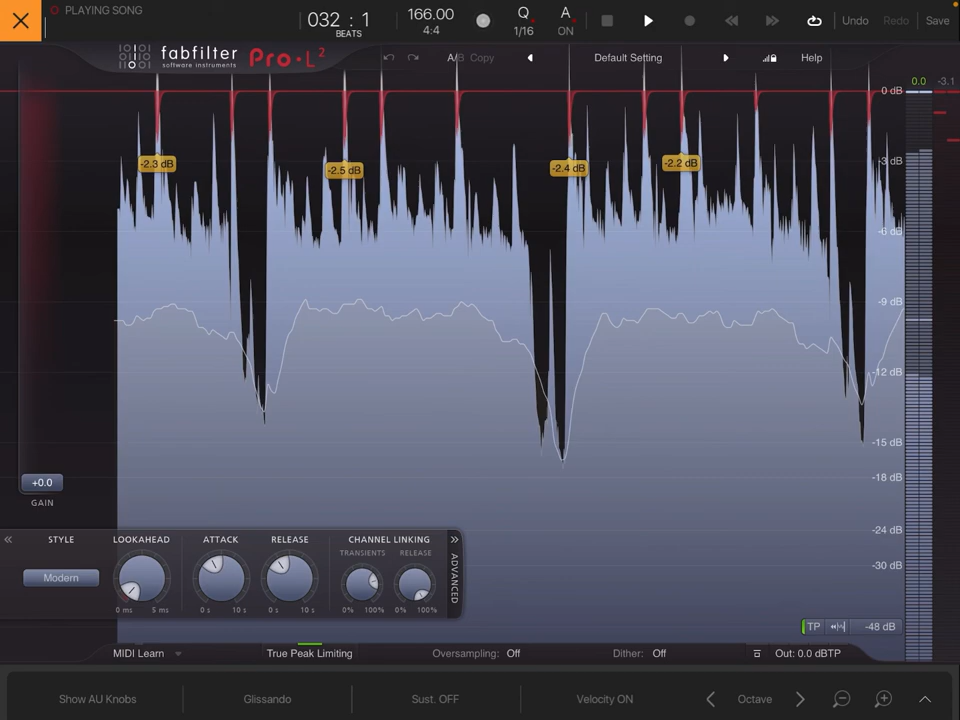 PLAYING SONG
032 : 1
BEATS
166.00
4:4
Q
1/16
A
ON
Undo
Redo
Save
fabfilter
software instruments
Pro·L²
A/B
Copy
Default Setting
Help
0.0
-3.1
0 dB
-3 dB
-6 dB
-9 dB
-12 dB
-15 dB
-18 dB
-24 dB
-30 dB
-2.3 dB
-2.5 dB
-2.4 dB
-2.2 dB
+0.0
GAIN
STYLE
Modern
LOOKAHEAD
0 ms
5 ms
ATTACK
0 s
10 s
RELEASE
0 s
10 s
CHANNEL LINKING
TRANSIENTS
0%
100%
RELEASE
0%
100%
ADVANCED
TP
-48 dB
MIDI Learn
True Peak Limiting
Oversampling: Off
Dither: Off
Out: 0.0 dBTP
Show AU Knobs
Glissando
Sust. OFF
Velocity ON
Octave